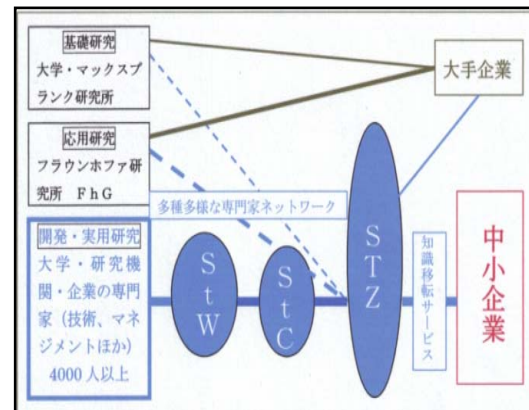 基礎研究
大学・マックスプ
ランク研究所
応用研究
フラウンホファ研
究所 FhG
開発・実用研究
大学・研究機
関・企業の専門
家（技術、マネ
ジメントほか）
4000人以上
多種多様な専門家ネットワーク
StW
StC
STZ
知識移転サービス
大手企業
中小企業